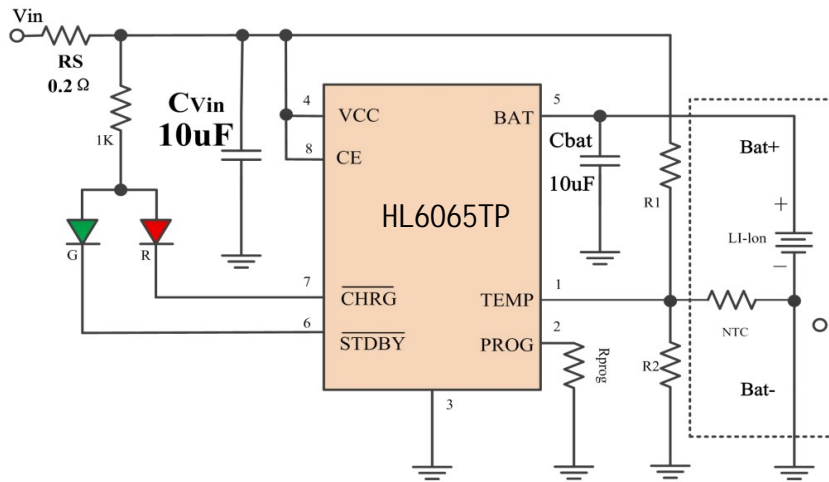 Vin
RS
0.2 Ω
1K
G
R
CVin
10uF
4
VCC
8
CE
HL6065TP
7
CHRG
6
STDBY
3
5
BAT
1
TEMP
2
PROG
Cbat
10uF
Rprog
R1
R2
Bat+
+
LI-lon
−
NTC
Bat-